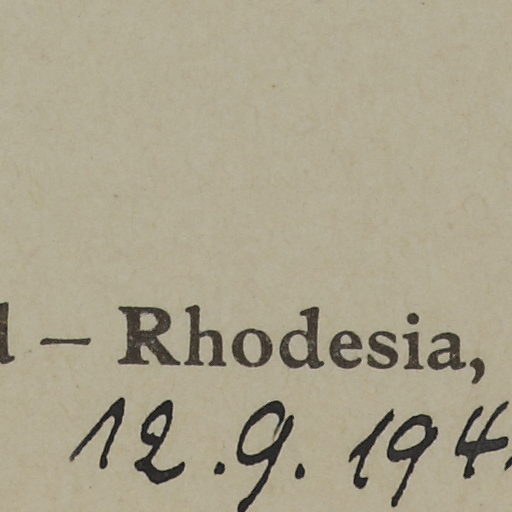 – Rhodesia,
12.9.194